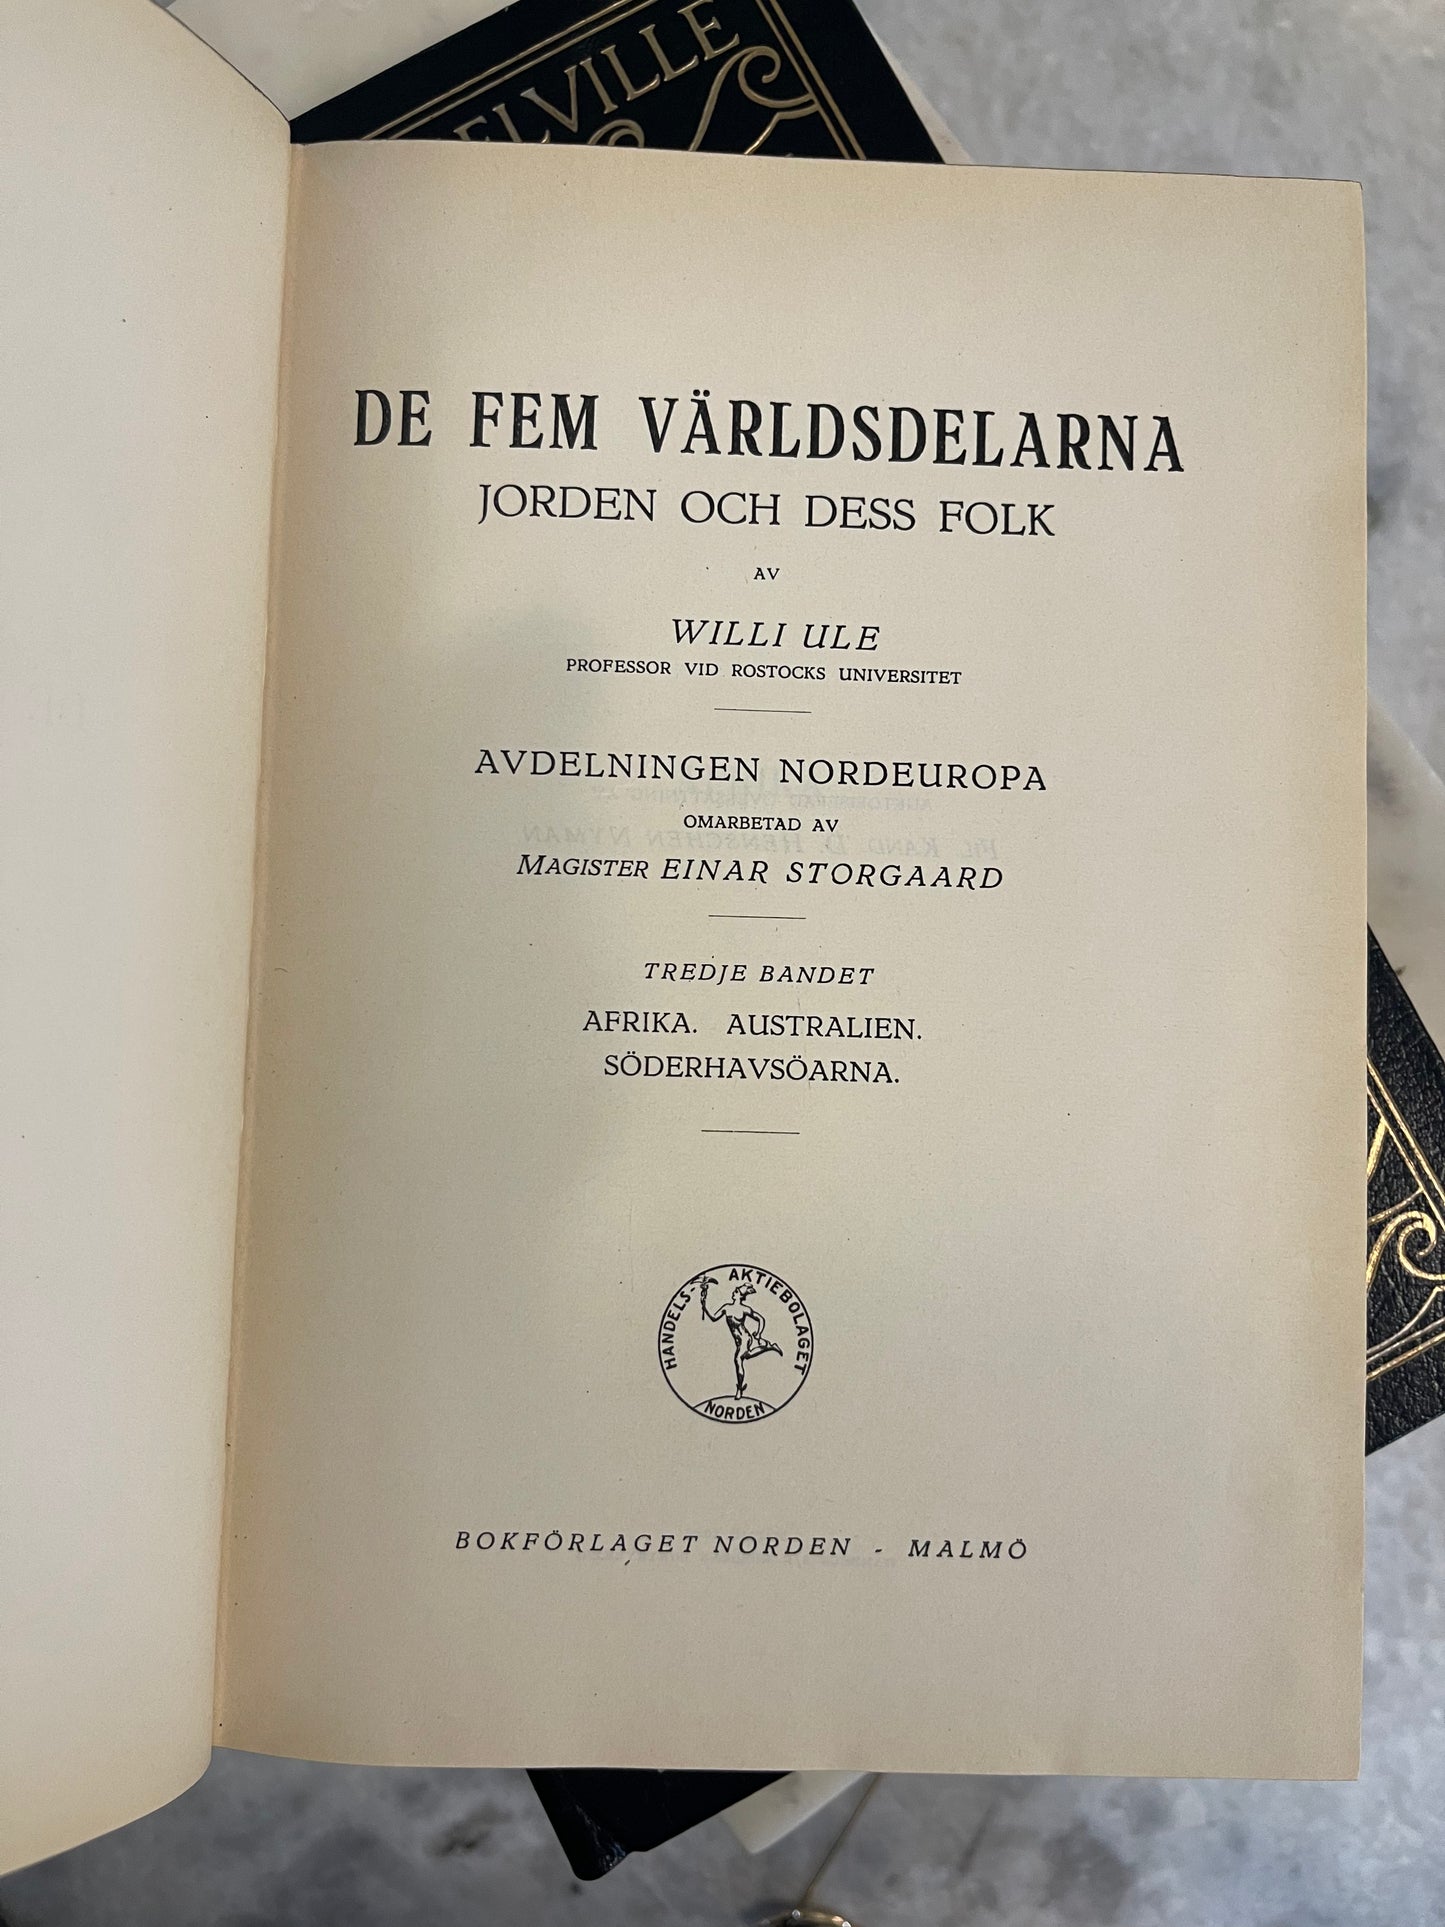 ELVILLE
DE FEM VÄRLDSDELARNA
JORDEN OCH DESS FOLK
AV
WILLI ULE
PROFESSOR VID ROSTOCKS UNIVERSITET
AVDELNINGEN NORDEUROPA
OMARBETAD AV
MAGISTER EINAR STORGAARD
TREDJE BANDET
AFRIKA. AUSTRALIEN.
SÖDERHAVSÖARNA.
HANDELS-AKTIEBOLAGET
NORDEN
BOKFÖRLAGET NORDEN - MALMÖ